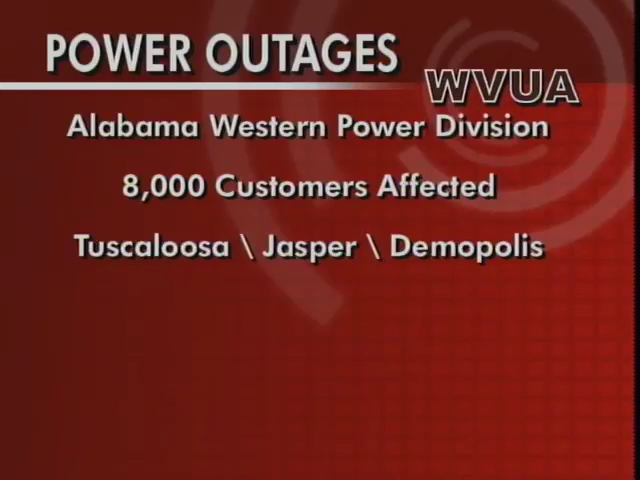 POWER OUTAGES
WVUA
Alabama Western Power Division
8,000 Customers Affected
Tuscaloosa \ Jasper \ Demopolis